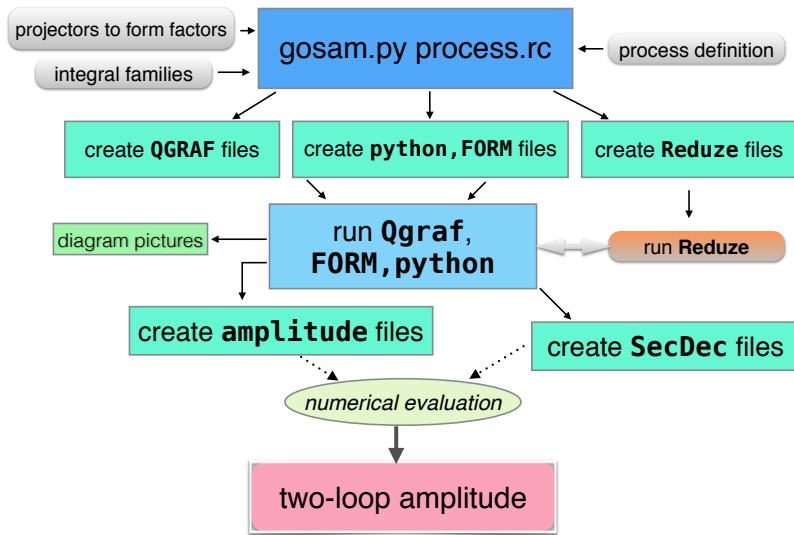 projectors to form factors
gosam.py process.rc
process definition
integral families
create QGRAF files
create python,FORM files
create Reduze files
diagram pictures
run Qgraf,
FORM,python
run Reduze
create amplitude files
create SecDec files
numerical evaluation
two-loop amplitude